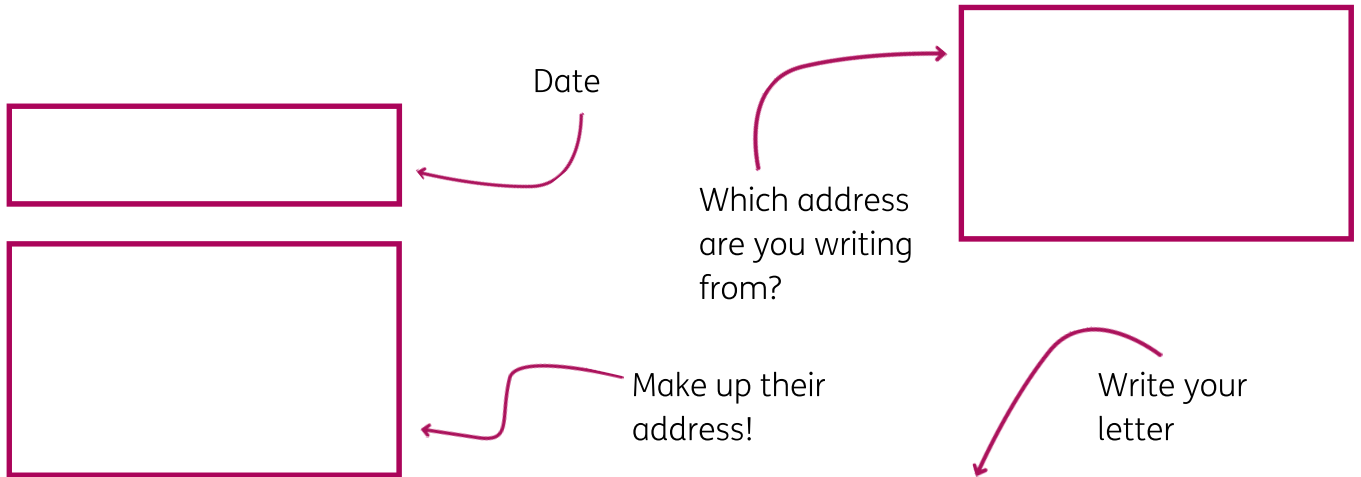 Date
Which address
are you writing
from?
Make up their
address!
Write your
letter